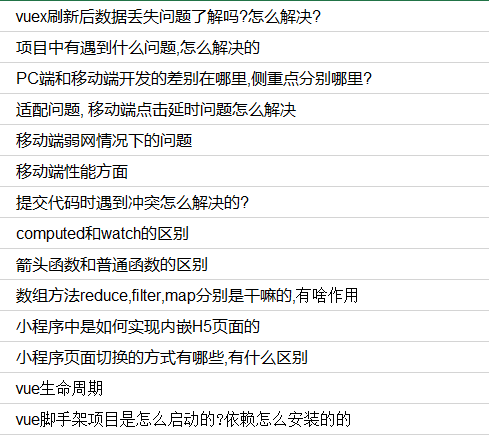 vuex刷新后数据丢失问题了解吗?怎么解决?
项目中有遇到什么问题,怎么解决的
PC端和移动端开发的差别在哪里,侧重点分别哪里?
适配问题, 移动端点击延时问题怎么解决
移动端弱网情况下的问题
移动端性能方面
提交代码时遇到冲突怎么解决的?
computed和watch的区别
箭头函数和普通函数的区别
数组方法reduce,filter,map分别是干嘛的,有啥作用
小程序中是如何实现内嵌H5页面的
小程序页面切换的方式有哪些,有什么区别
vue生命周期
vue脚手架项目是怎么启动的?依赖怎么安装的的